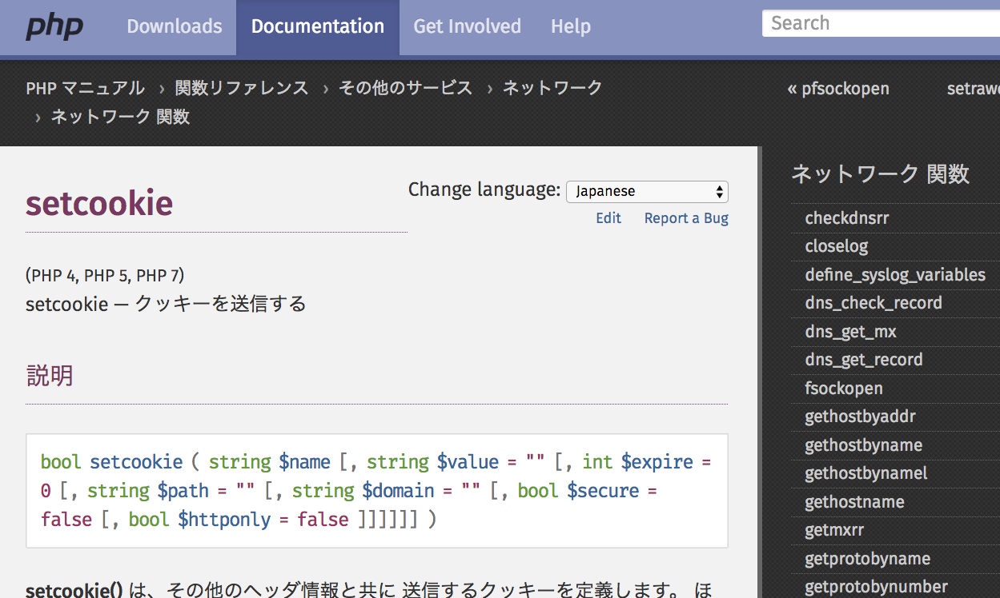 php Downloads Documentation Get Involved Help Search
PHP マニュアル › 関数リファレンス › その他のサービス › ネットワーク
› ネットワーク 関数
« pfsockopen
setcookie
Change language: Japanese
Edit Report a Bug
(PHP 4, PHP 5, PHP 7)
setcookie — クッキーを送信する
説明
bool setcookie ( string $name [, string $value = "" [, int $expire =
0 [, string $path = "" [, string $domain = "" [, bool $secure =
false [, bool $httponly = false ]]]]]] )
setcookie() は、その他のヘッダ情報と共に 送信するクッキーを定義します。 ほ
ネットワーク 関数
checkdnsrr
closelog
define_syslog_variables
dns_check_record
dns_get_mx
dns_get_record
fsockopen
gethostbyaddr
gethostbyname
gethostbynamel
gethostname
getmxrr
getprotobyname
getprotobynumber